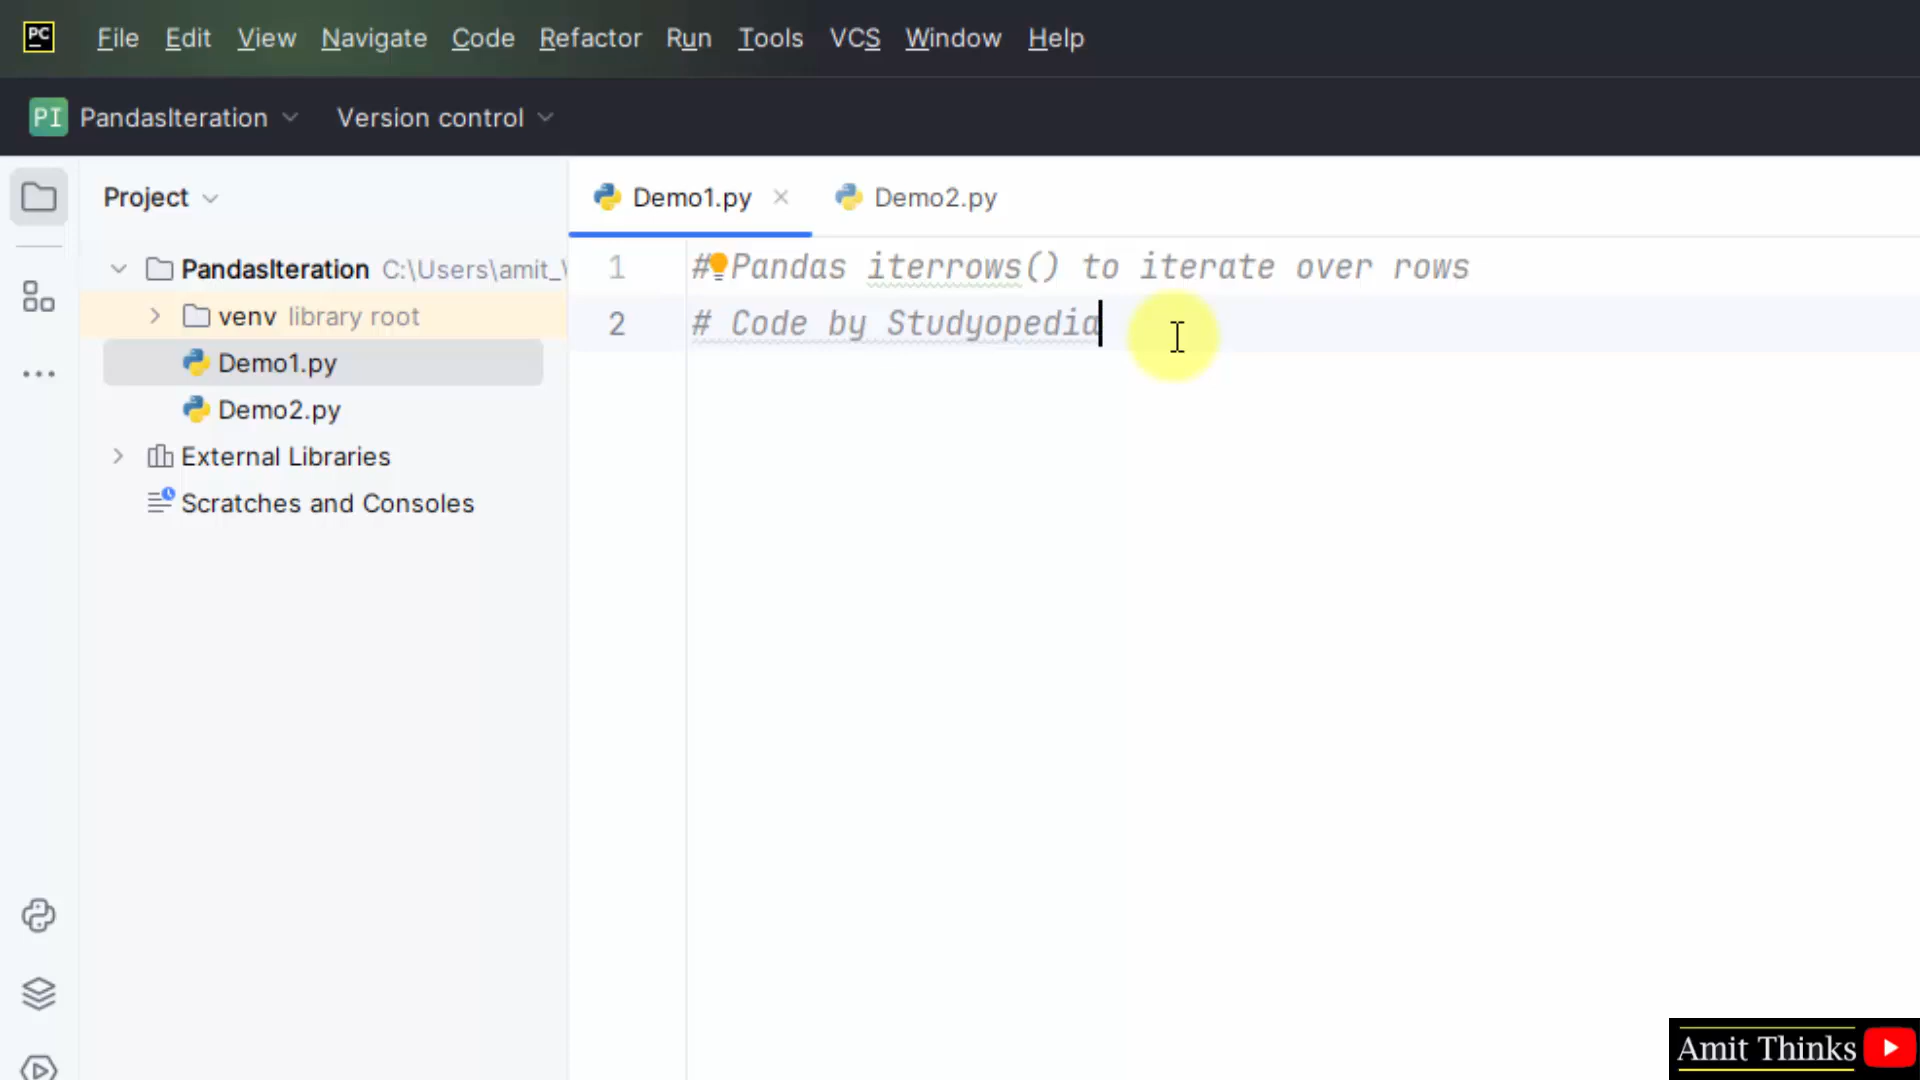 PC
File Edit View Navigate Code Refactor Run Tools VCS Window Help
PI PandasIteration Version control
Project
Demo1.py Demo2.py
PandasIteration C:\Users\amit_
venv library root
Demo1.py
Demo2.py
External Libraries
Scratches and Consoles
1 # Pandas iterrows() to iterate over rows
2 # Code by Studyopedia
Amit Thinks